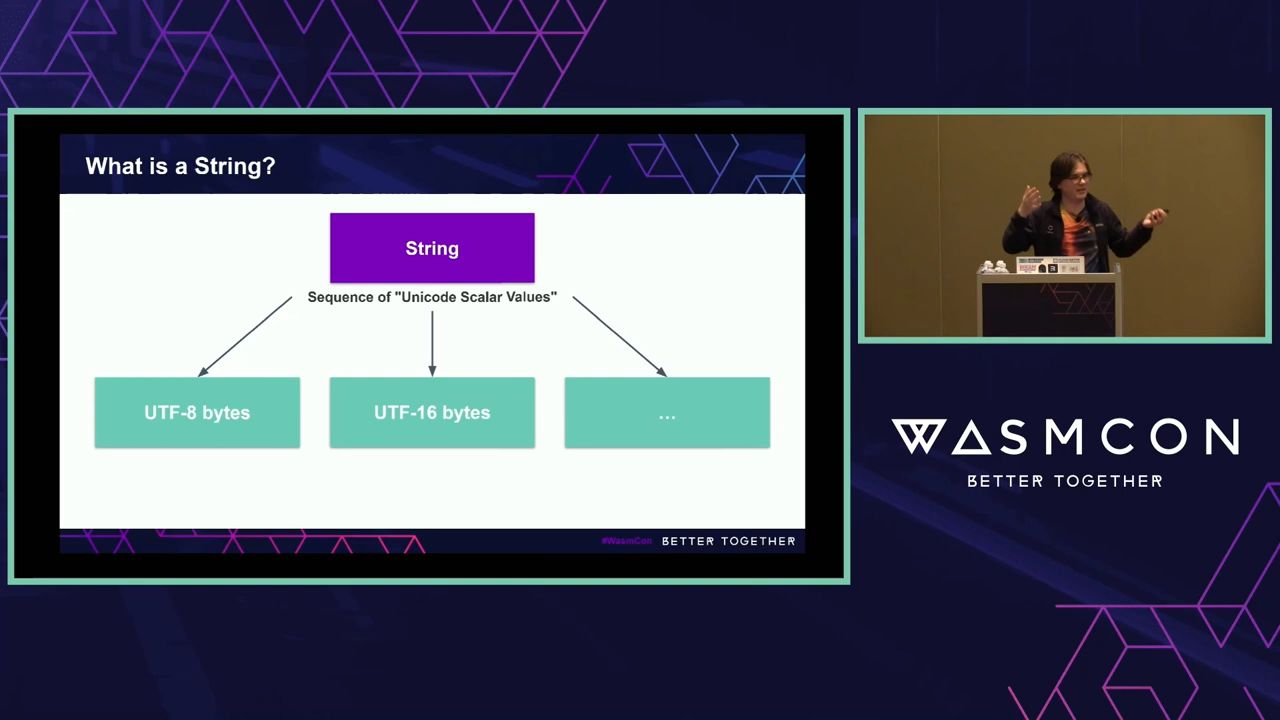 What is a String?
String
Sequence of "Unicode Scalar Values"
UTF-8 bytes
UTF-16 bytes
...
#WasmCon BETTER TOGETHER
WASMCON
BETTER TOGETHER